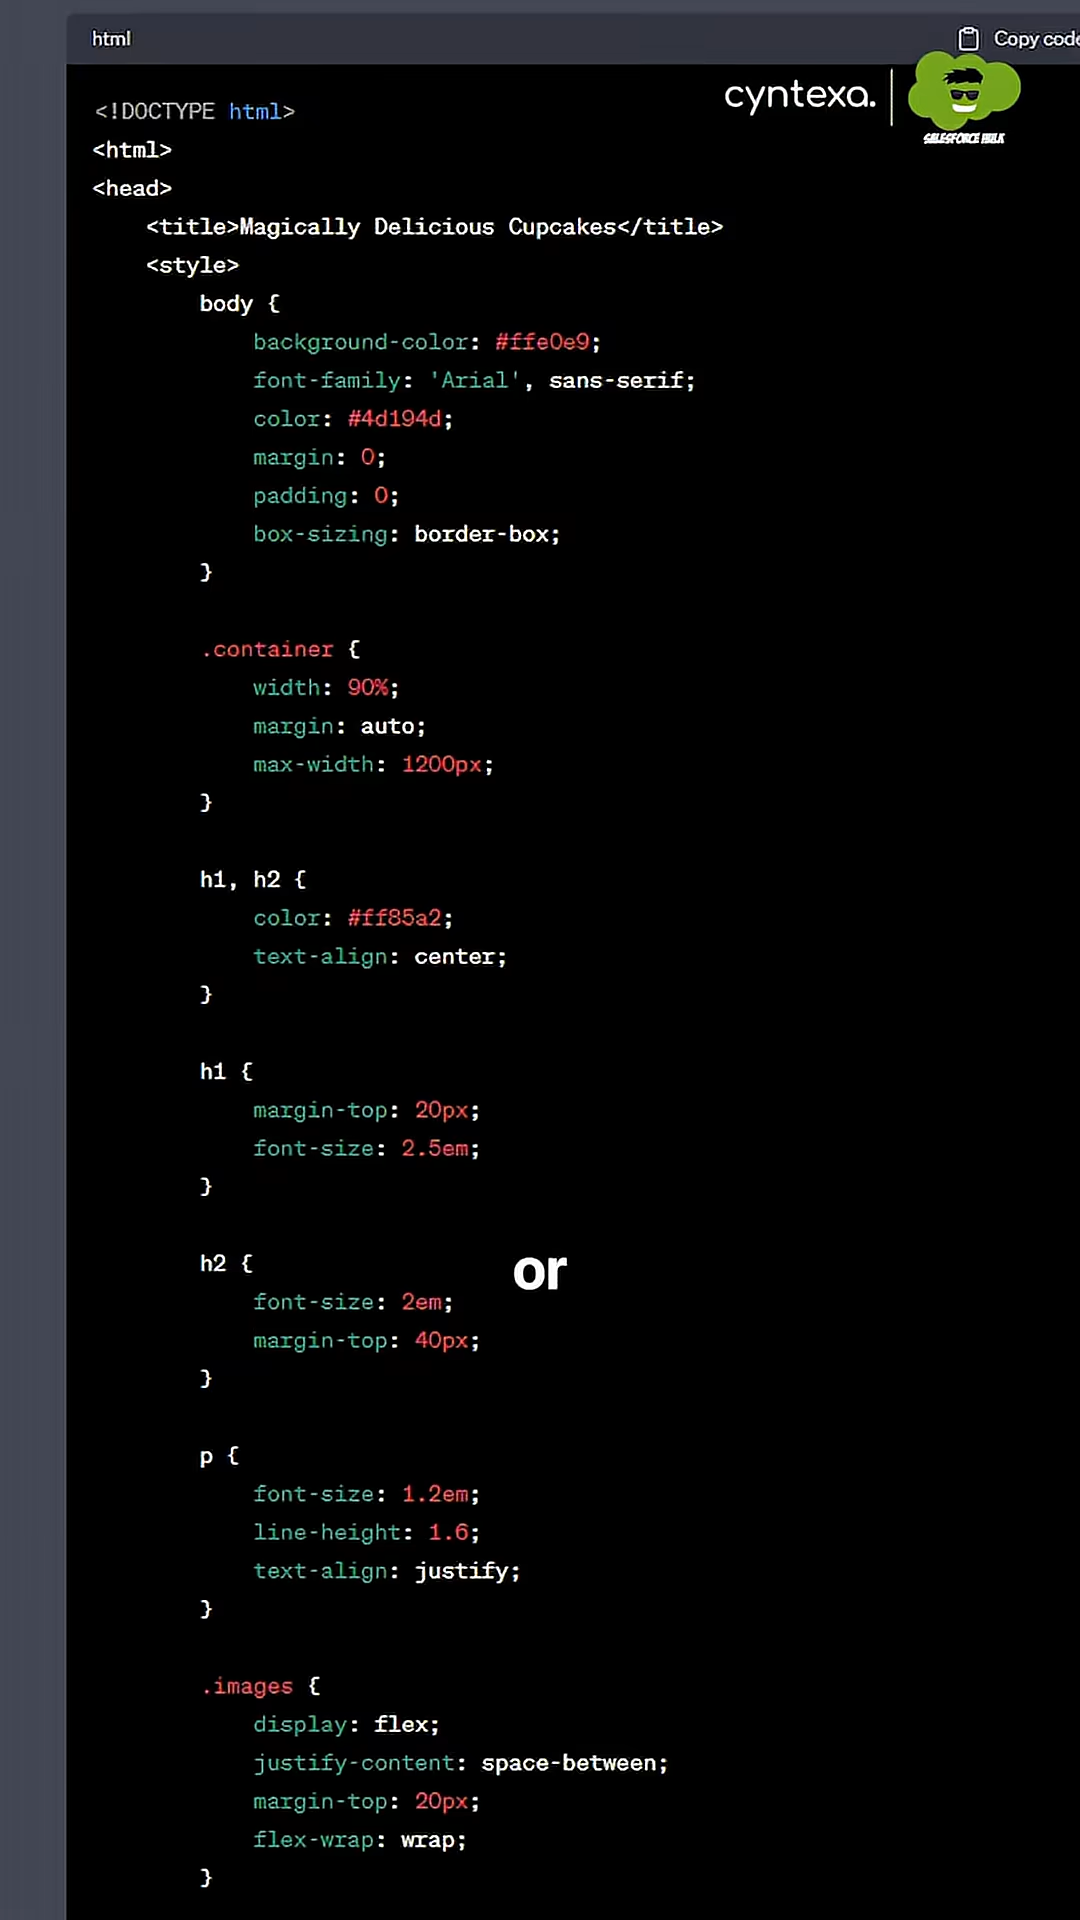 html
Copy code
cyntexa.
SALESFORCE HULK
<!DOCTYPE html>
<html>
<head>
<title>Magically Delicious Cupcakes</title>
<style>
body {
background-color: #ffe0e9;
font-family: 'Arial', sans-serif;
color: #4d194d;
margin: 0;
padding: 0;
box-sizing: border-box;
}
.container {
width: 90%;
margin: auto;
max-width: 1200px;
}
h1, h2 {
color: #ff85a2;
text-align: center;
}
h1 {
margin-top: 20px;
font-size: 2.5em;
}
h2 {
or
font-size: 2em;
margin-top: 40px;
}
p {
font-size: 1.2em;
line-height: 1.6;
text-align: justify;
}
.images {
display: flex;
justify-content: space-between;
margin-top: 20px;
flex-wrap: wrap;
}